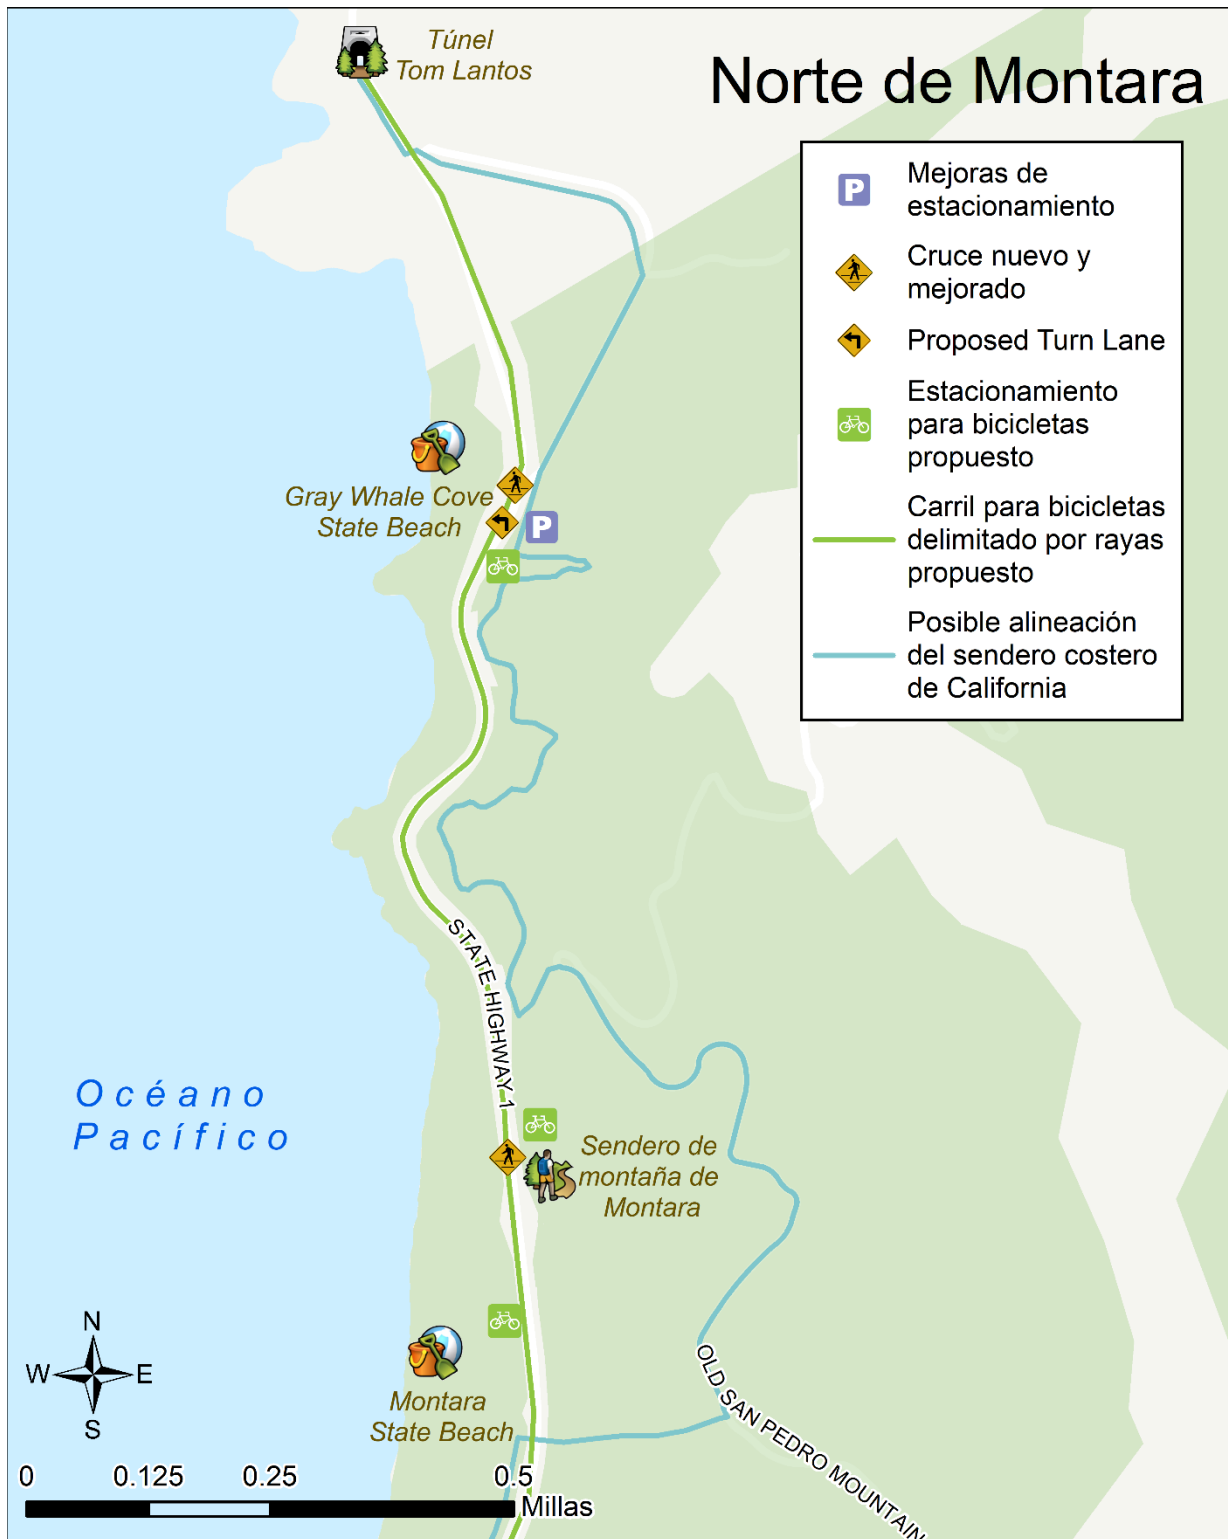 Túnel
Tom Lantos
Norte de Montara
P
Mejoras de
estacionamiento
Cruce nuevo y
mejorado
Proposed Turn Lane
Estacionamiento
para bicicletas
propuesto
Carril para bicicletas
delimitado por rayas
propuesto
Posible alineación
del sendero costero
de California
Gray Whale Cove
State Beach
P
STATE HIGHWAY 1
Océano
Pacífico
Sendero de
montaña de
Montara
N
W E
S
Montara
State Beach
OLD SAN PEDRO MOUNTAIN
0 0.125 0.25 0.5
Millas